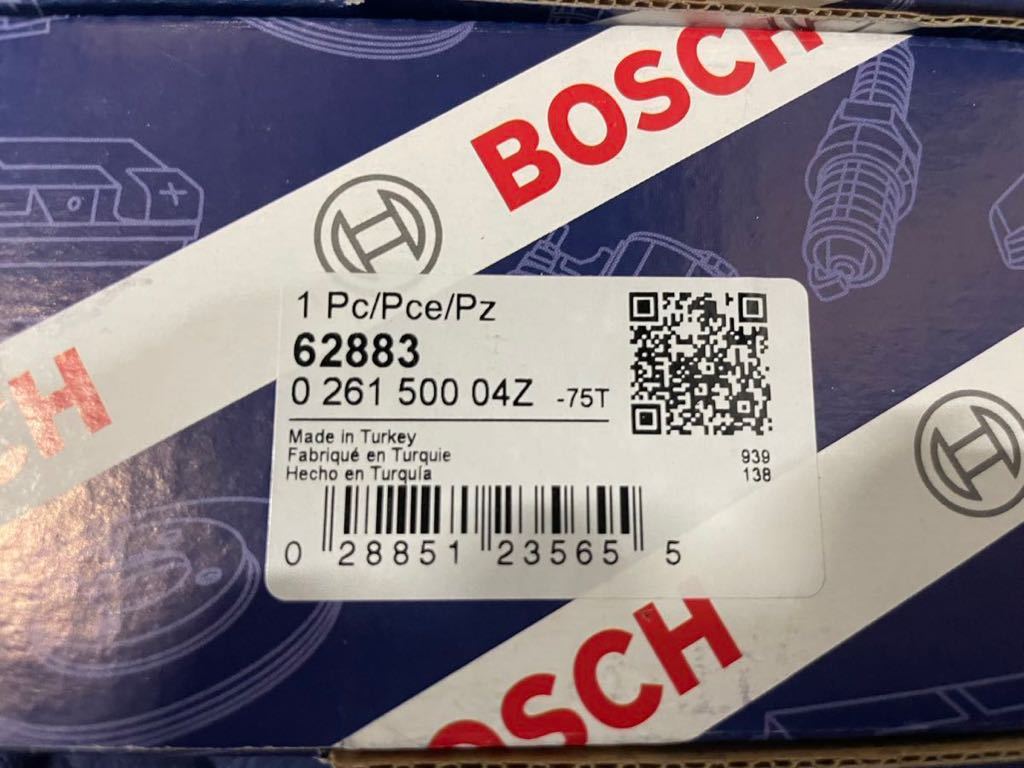 BOSCH
1 Pc/Pce/Pz
62883
0 261 500 04Z -75T
Made in Turkey
Fabriqué en Turquie
Hecho en Turquía
939
138
0 28851 23565 5
CH
BOSCH